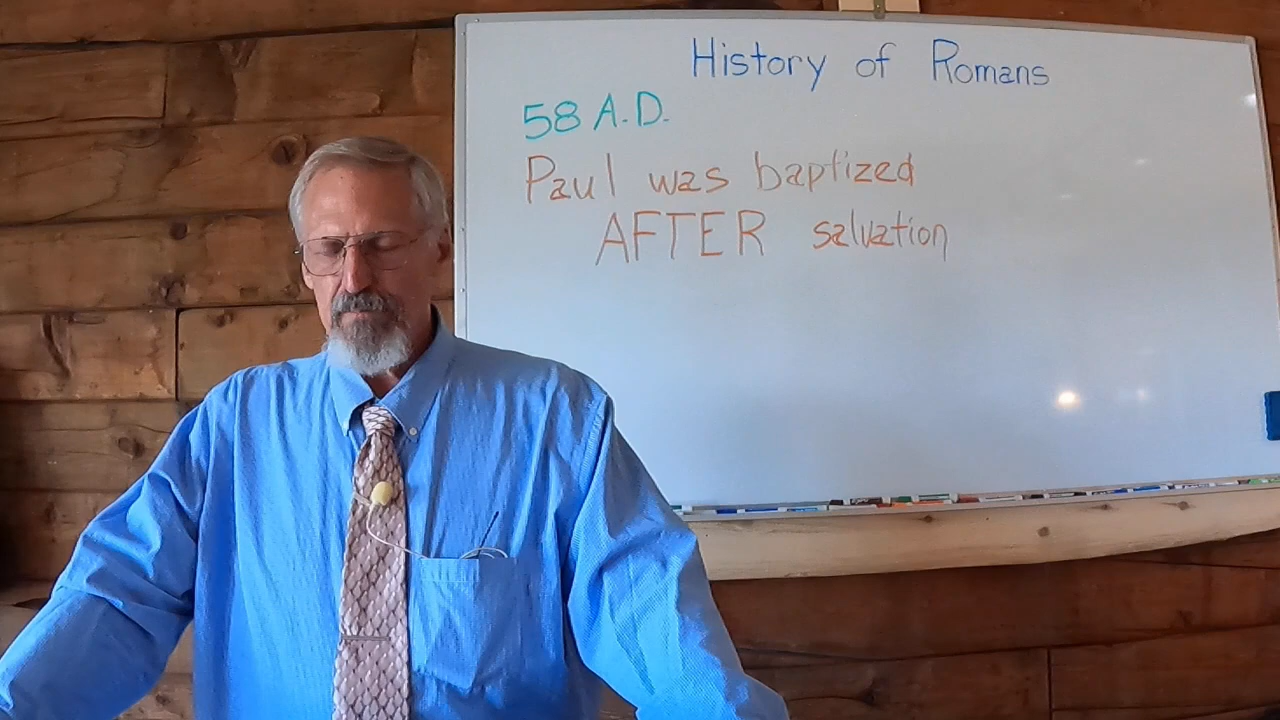 History of Romans
58 A.D.
Paul was baptized
AFTER salvation